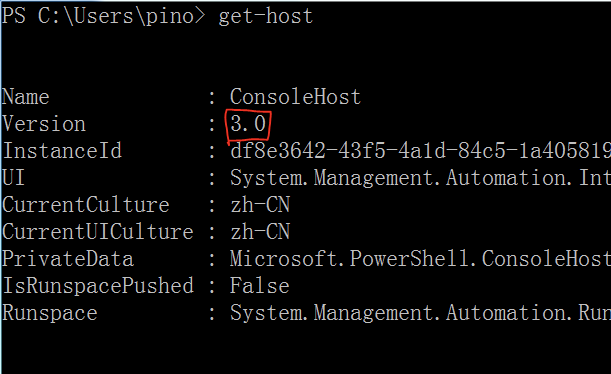 PS C:\Users\pino> get-host
Name : ConsoleHost
Version : 3.0
InstanceId : df8e3642-43f5-4a1d-84c5-1a405819
UI : System.Management.Automation.Int
CurrentCulture : zh-CN
CurrentUICulture : zh-CN
PrivateData : Microsoft.PowerShell.ConsoleHost
IsRunspacePushed : False
Runspace : System.Management.Automation.Run